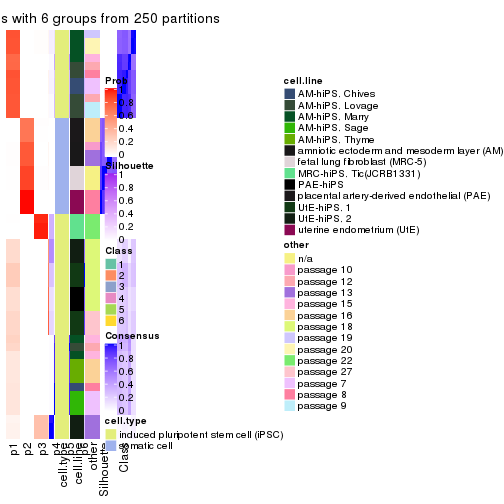 s with 6 groups from 250 partitions
Prob
0.8
0.6
0.4
0.2
0
Silhouette
1
0.8
0.6
0.4
0.2
0
Class
1
2
3
4
5
6
Consensus
1
0.8
0.6
0.4
0.2
0
cell.type
induced pluripotent stem cell (iPSC)
somatic cell
cell.line
AM-hiPS. Chives
AM-hiPS. Lovage
AM-hiPS. Marry
AM-hiPS. Sage
AM-hiPS. Thyme
amniotic ectoderm and mesoderm layer (AM)
fetal lung fibroblast (MRC-5)
MRC-hiPS. Tic(JCRB1331)
PAE-hiPS
placental artery-derived endothelial (PAE)
UtE-hiPS. 1
UtE-hiPS. 2
uterine endometrium (UtE)
other
n/a
passage 10
passage 12
passage 13
passage 15
passage 16
passage 18
passage 19
passage 20
passage 22
passage 27
passage 7
passage 8
passage 9
p1
p2
p3
p4
cell.type
p5
cell.line
p6
other
Silhouette
Class